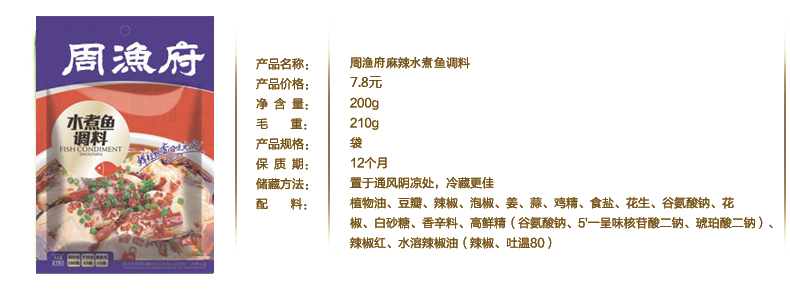 周渔府
水煮鱼
调料
FISH CONDIMENT
产品名称： 周渔府麻辣水煮鱼调料
产品价格： 7.8元
净 含 量： 200g
毛 重： 210g
产品规格： 袋
保 质 期： 12个月
储藏方法： 置于通风阴凉处，冷藏更佳
配 料： 植物油、豆瓣、辣椒、泡椒、姜、蒜、鸡精、食盐、花生、谷氨酸钠、花
椒、白砂糖、香辛料、高鲜精（谷氨酸钠、5'一呈味核苷酸二钠、琥珀酸二钠）、
辣椒红、水溶辣椒油（辣椒、吐温80）